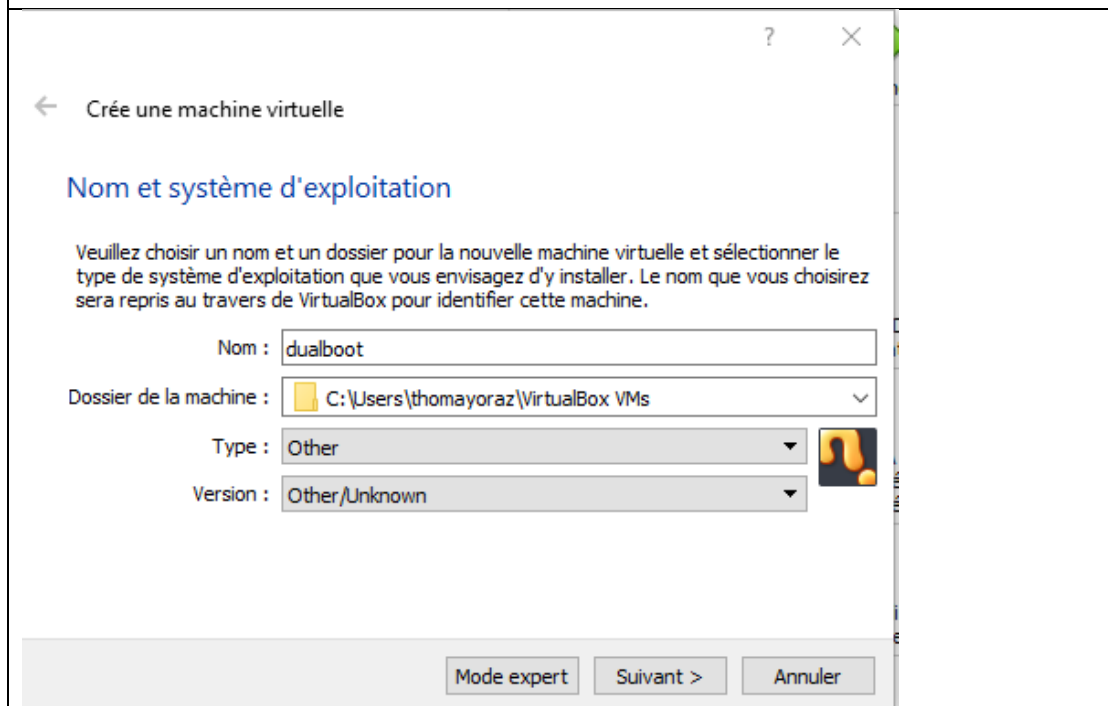 ?
Crée une machine virtuelle
Nom et système d'exploitation
Veuillez choisir un nom et un dossier pour la nouvelle machine virtuelle et sélectionner le
type de système d'exploitation que vous envisagez d'y installer. Le nom que vous choisirez
sera repris au travers de VirtualBox pour identifier cette machine.
Nom : dualboot
Dossier de la machine : C:\Users\thomayoraz\VirtualBox VMs
Type : Other
Version : Other/Unknown
Mode expert Suivant > Annuler